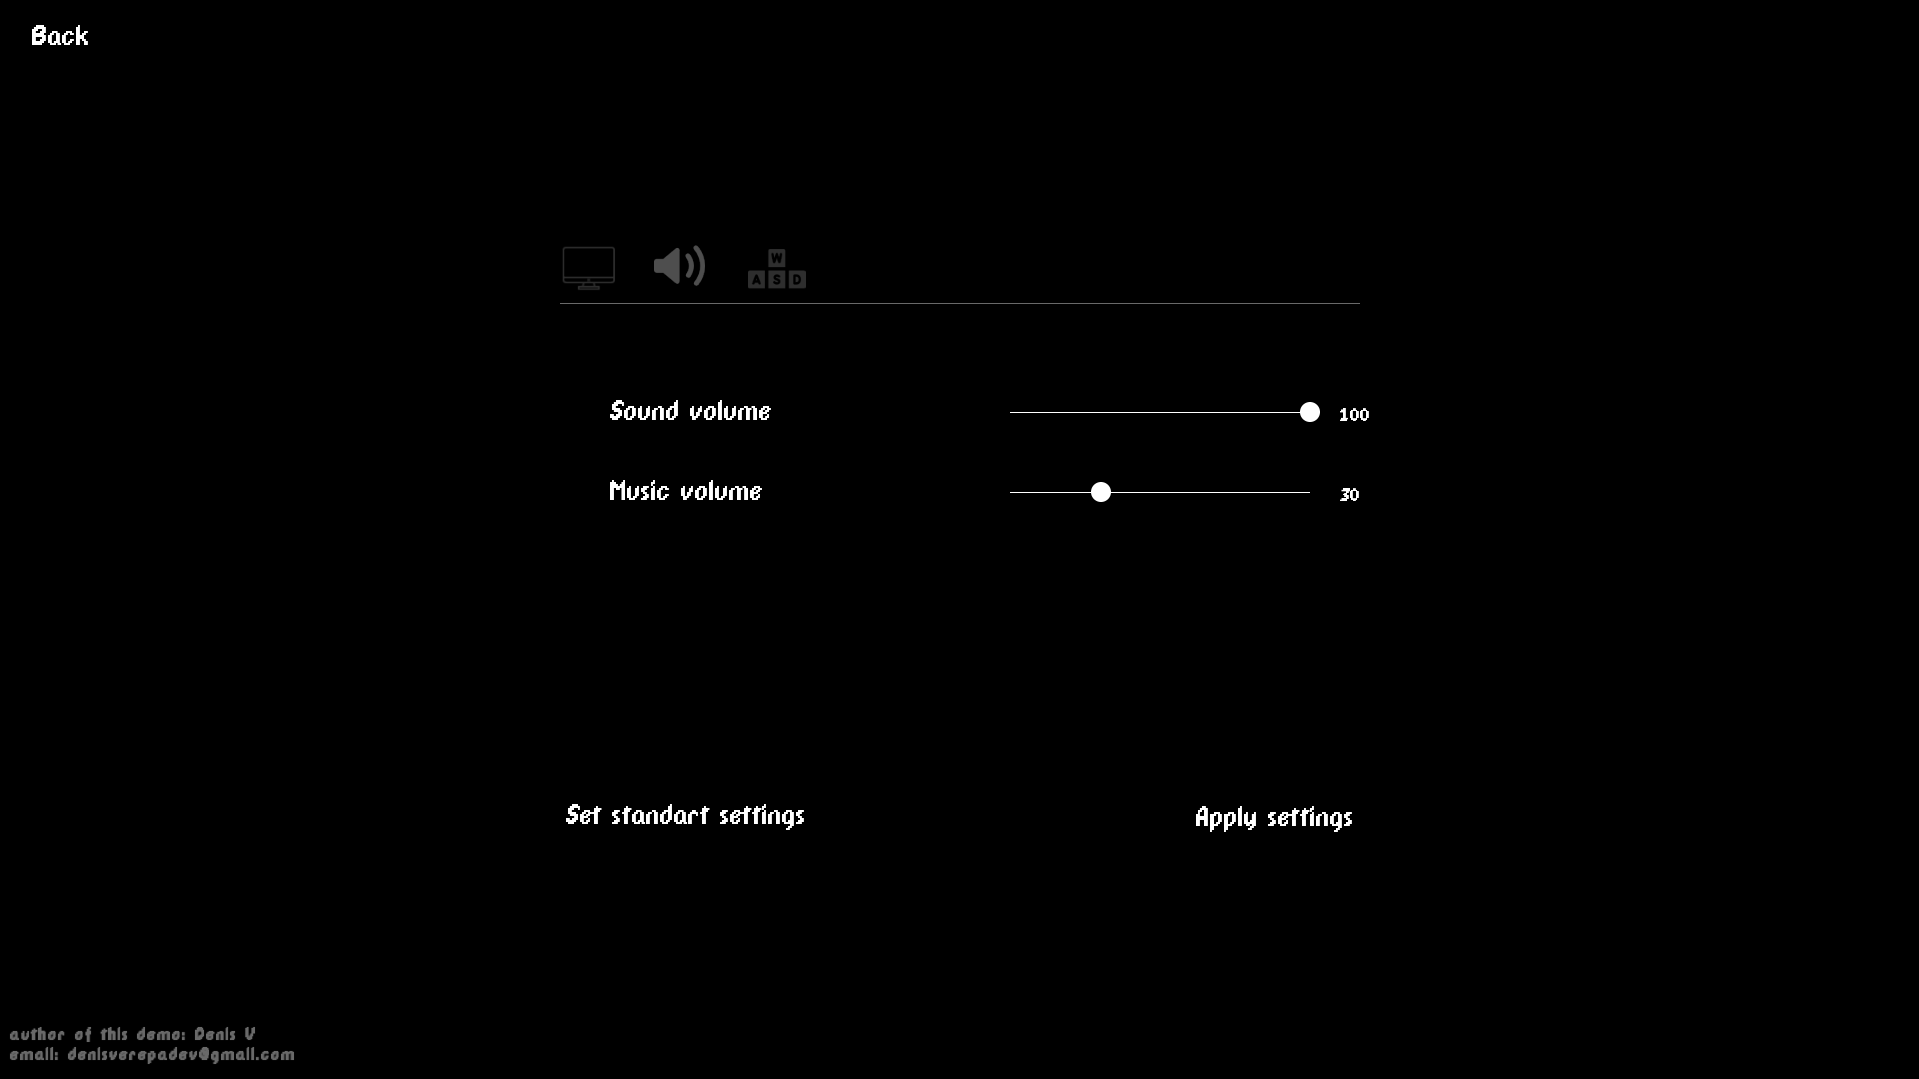 Back
W
A S D
Sound volume 100
Music volume 30
Set standart settings
Apply settings
author of this demo: Denis V
email: denisverepadev@gmail.com